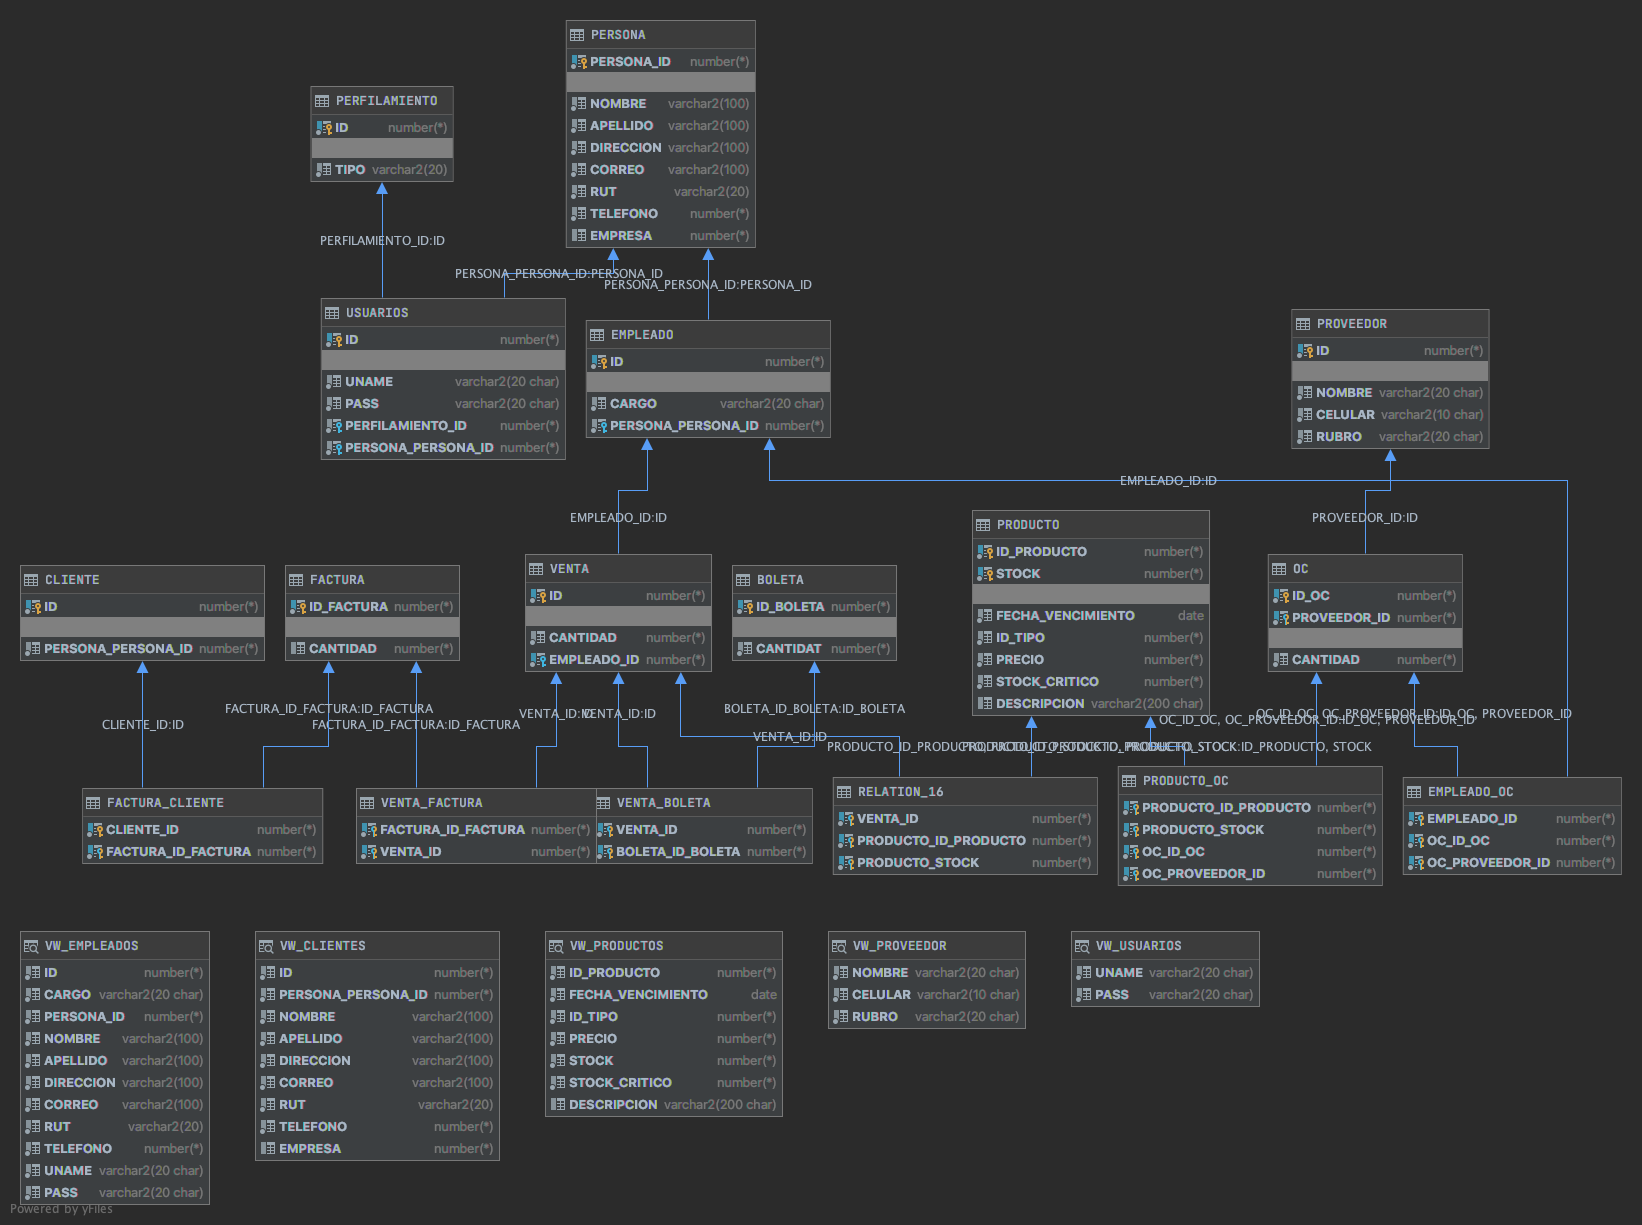 PERSONA
PERSONA_ID number(*)
NOMBRE varchar2(100)
APELLIDO varchar2(100)
DIRECCION varchar2(100)
CORREO varchar2(100)
RUT varchar2(20)
TELEFONO number(*)
EMPRESA number(*)
PERFILAMIENTO
ID number(*)
TIPO varchar2(20)
PERFILAMIENTO_ID:ID
PERSONA_PERSONA_ID:PERSONA_ID
PERSONA_PERSONA_ID:PERSONA_ID
USUARIOS
ID number(*)
UNAME varchar2(20 char)
PASS varchar2(20 char)
PERFILAMIENTO_ID number(*)
PERSONA_PERSONA_ID number(*)
EMPLEADO
ID number(*)
CARGO varchar2(20 char)
PERSONA_PERSONA_ID number(*)
PROVEEDOR
ID number(*)
NOMBRE varchar2(20 char)
CELULAR varchar2(10 char)
RUBRO varchar2(20 char)
EMPLEADO_ID:ID
EMPLEADO_ID:ID
PROVEEDOR_ID:ID
CLIENTE
ID number(*)
PERSONA_PERSONA_ID number(*)
FACTURA
ID_FACTURA number(*)
CANTIDAD number(*)
VENTA
ID number(*)
CANTIDAD number(*)
EMPLEADO_ID number(*)
BOLETA
ID_BOLETA number(*)
CANTIDAT number(*)
PRODUCTO
ID_PRODUCTO number(*)
STOCK number(*)
FECHA_VENCIMIENTO date
ID_TIPO number(*)
PRECIO number(*)
STOCK_CRITICO number(*)
DESCRIPCION varchar2(200 char)
OC
ID_OC number(*)
PROVEEDOR_ID number(*)
CANTIDAD number(*)
CLIENTE_ID:ID
FACTURA_ID_FACTURA:ID_FACTURA
FACTURA_ID_FACTURA:ID_FACTURA
VENTA_ID:ID
VENTA_ID:ID
BOLETA_ID_BOLETA:ID_BOLETA
VENTA_ID:ID
PRODUCTO_STOCK:ID_PRODUCTO, STOCK
OC_ID_OC, OC_PROVEEDOR_ID:ID_OC, PROVEEDOR_ID
OC_ID_OC, OC_PROVEEDOR_ID:ID_OC, PROVEEDOR_ID
FACTURA_CLIENTE
CLIENTE_ID number(*)
FACTURA_ID_FACTURA number(*)
VENTA_FACTURA
FACTURA_ID_FACTURA number(*)
VENTA_ID number(*)
VENTA_BOLETA
VENTA_ID number(*)
BOLETA_ID_BOLETA number(*)
RELATION_16
VENTA_ID number(*)
PRODUCTO_ID_PRODUCTO number(*)
PRODUCTO_STOCK number(*)
PRODUCTO_OC
PRODUCTO_ID_PRODUCTO number(*)
PRODUCTO_STOCK number(*)
OC_ID_OC number(*)
OC_PROVEEDOR_ID number(*)
EMPLEADO_OC
EMPLEADO_ID number(*)
OC_ID_OC number(*)
OC_PROVEEDOR_ID number(*)
VW_EMPLEADOS
ID number(*)
CARGO varchar2(20 char)
PERSONA_ID number(*)
NOMBRE varchar2(100)
APELLIDO varchar2(100)
DIRECCION varchar2(100)
CORREO varchar2(100)
RUT varchar2(20)
TELEFONO number(*)
UNAME varchar2(20 char)
PASS varchar2(20 char)
VW_CLIENTES
ID number(*)
PERSONA_PERSONA_ID number(*)
NOMBRE varchar2(100)
APELLIDO varchar2(100)
DIRECCION varchar2(100)
CORREO varchar2(100)
RUT varchar2(20)
TELEFONO number(*)
EMPRESA number(*)
VW_PRODUCTOS
ID_PRODUCTO number(*)
FECHA_VENCIMIENTO date
ID_TIPO number(*)
PRECIO number(*)
STOCK number(*)
STOCK_CRITICO number(*)
DESCRIPCION varchar2(200 char)
VW_PROVEEDOR
NOMBRE varchar2(20 char)
CELULAR varchar2(10 char)
RUBRO varchar2(20 char)
VW_USUARIOS
UNAME varchar2(20 char)
PASS varchar2(20 char)
Powered by yFiles